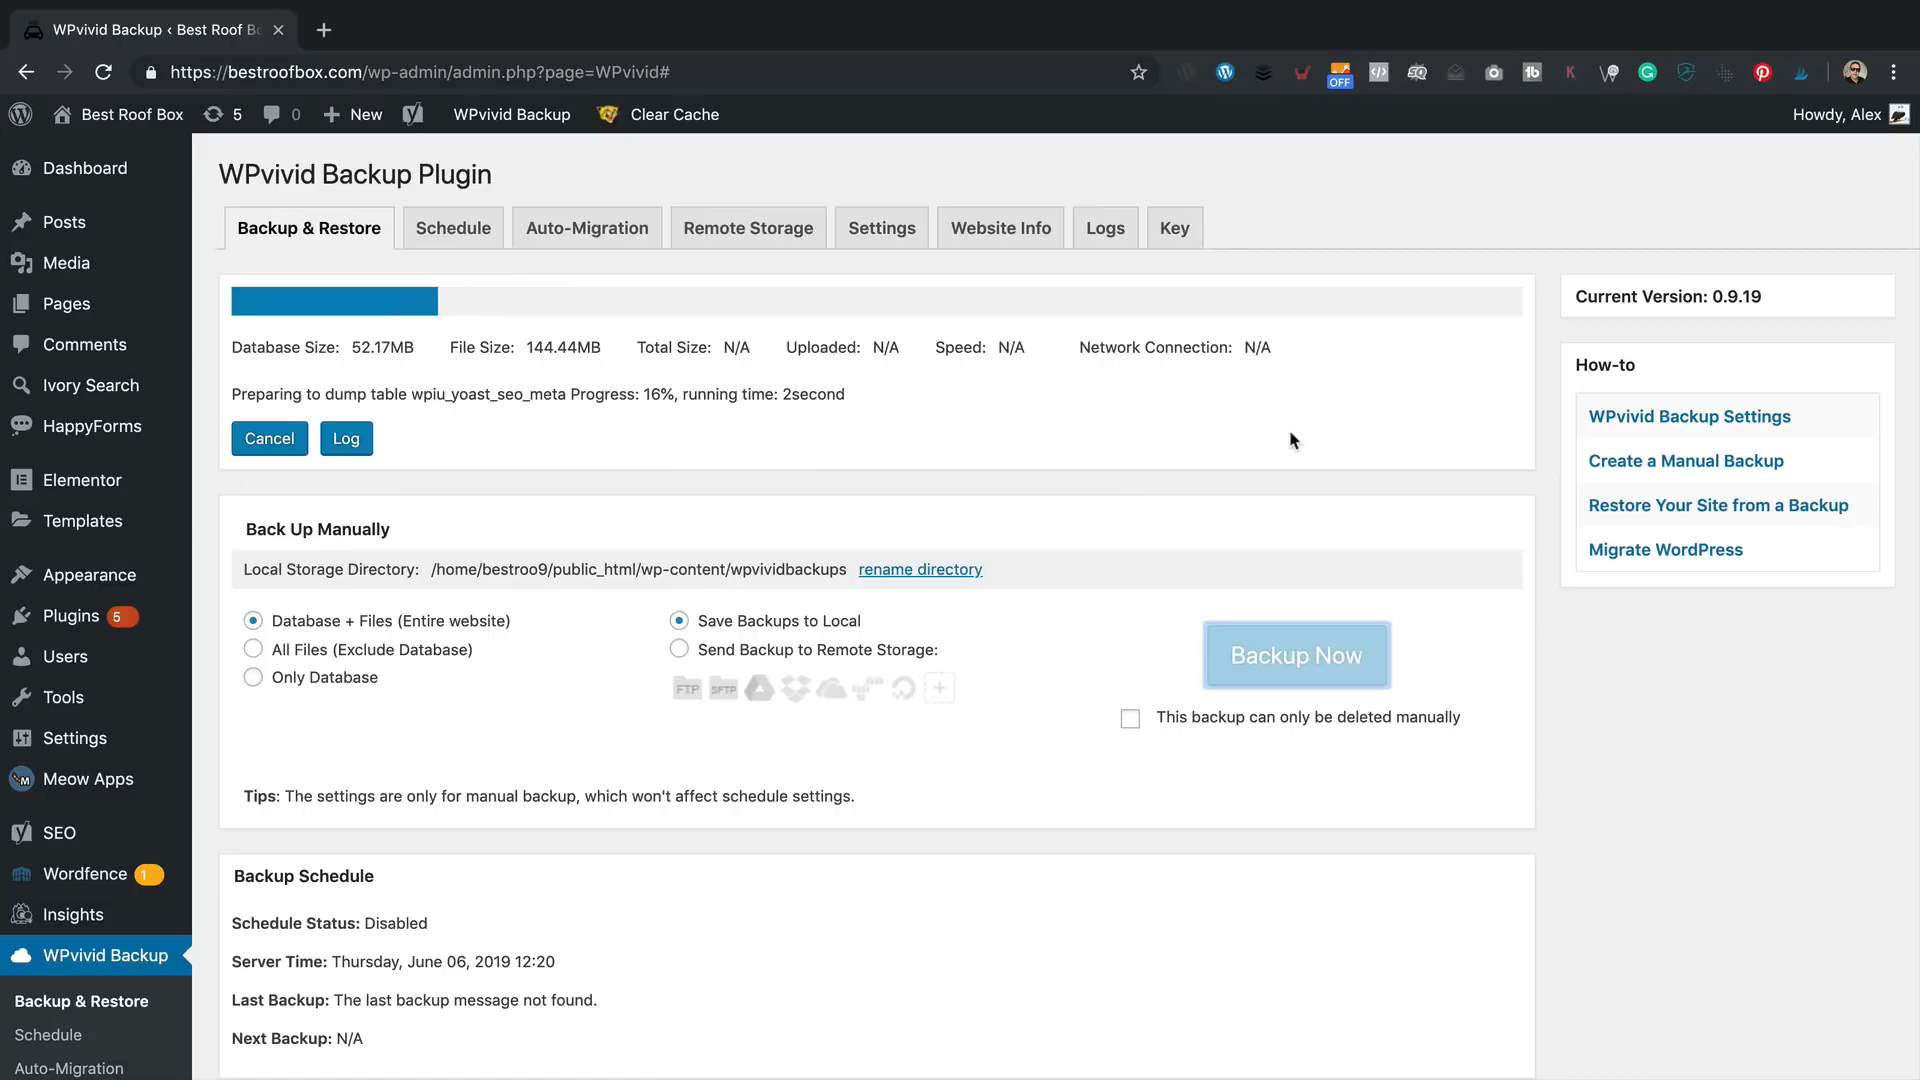 WPvivid Backup ‹ Best Roof Bo
https://bestroofbox.com/wp-admin/admin.php?page=WPvivid#
OFF
Best Roof Box 5 0 New WPvivid Backup Clear Cache Howdy, Alex
Dashboard
Posts
Media
Pages
Comments
Ivory Search
HappyForms
Elementor
Templates
Appearance
Plugins 5
Users
Tools
Settings
Meow Apps
SEO
Wordfence 1
Insights
WPvivid Backup
Backup & Restore
Schedule
Auto-Migration
WPvivid Backup Plugin
Backup & Restore Schedule Auto-Migration Remote Storage Settings Website Info Logs Key
Database Size: 52.17MB File Size: 144.44MB Total Size: N/A Uploaded: N/A Speed: N/A Network Connection: N/A
Preparing to dump table wpiu_yoast_seo_meta Progress: 16%, running time: 2second
Cancel Log
Back Up Manually
Local Storage Directory: /home/bestroo9/public_html/wp-content/wpvividbackups rename directory
Database + Files (Entire website)
All Files (Exclude Database)
Only Database
Save Backups to Local
Send Backup to Remote Storage:
FTP SFTP
Backup Now
This backup can only be deleted manually
Tips: The settings are only for manual backup, which won't affect schedule settings.
Backup Schedule
Schedule Status: Disabled
Server Time: Thursday, June 06, 2019 12:20
Last Backup: The last backup message not found.
Next Backup: N/A
Current Version: 0.9.19
How-to
WPvivid Backup Settings
Create a Manual Backup
Restore Your Site from a Backup
Migrate WordPress